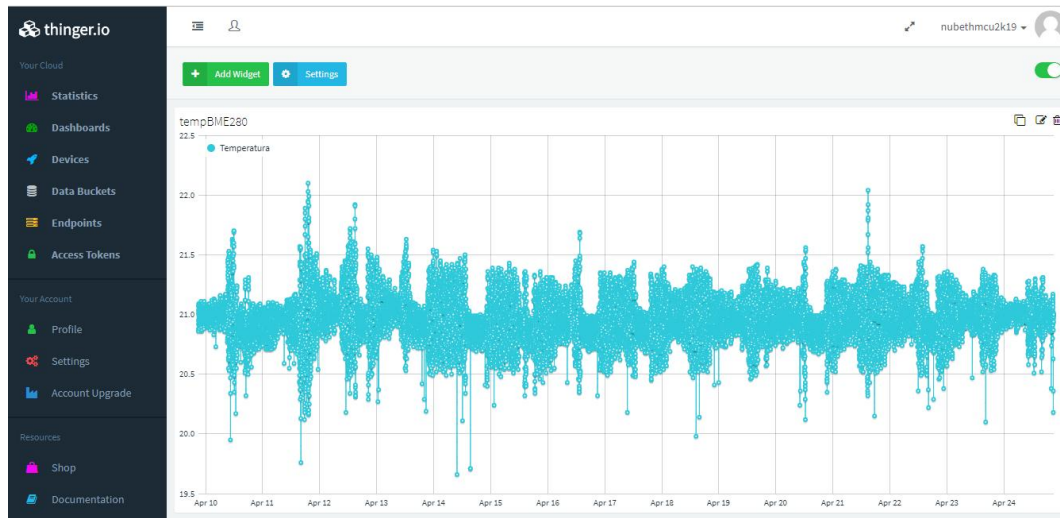 thinger.io
nubethmcu2k19
Your Cloud
Statistics
Dashboards
Devices
Data Buckets
Endpoints
Access Tokens
Your Account
Profile
Settings
Account Upgrade
Resources
Shop
Documentation
Add Widget
Settings
tempBME280
Temperatura
22.5
22.0
21.5
21.0
20.5
20.0
19.5
Apr 10 Apr 11 Apr 12 Apr 13 Apr 14 Apr 15 Apr 16 Apr 17 Apr 18 Apr 19 Apr 20 Apr 21 Apr 22 Apr 23 Apr 24